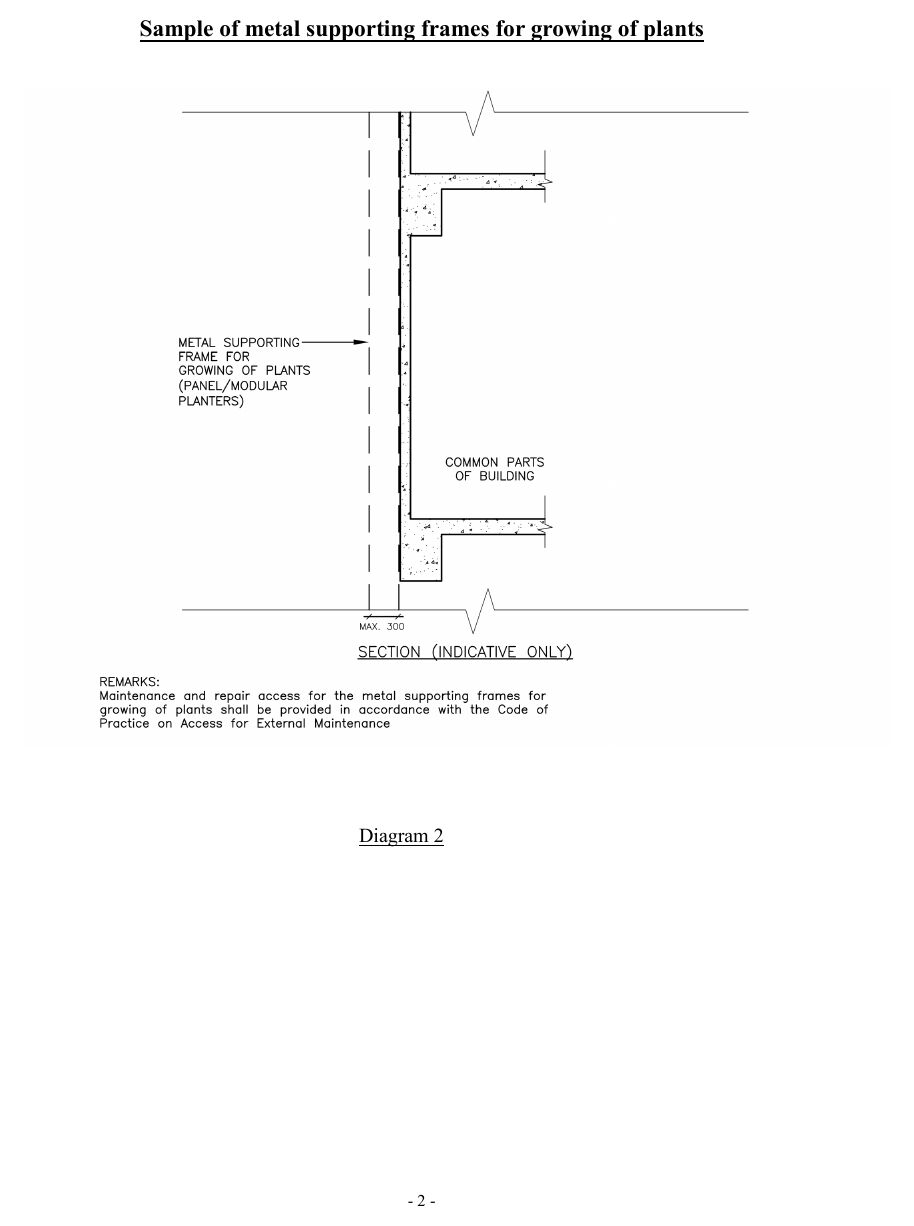 Sample of metal supporting frames for growing of plants
METAL SUPPORTING
FRAME FOR
GROWING OF PLANTS
(PANEL/MODULAR
PLANTERS)
COMMON PARTS
OF BUILDING
MAX. 300
SECTION (INDICATIVE ONLY)
REMARKS:
Maintenance and repair access for the metal supporting frames for
growing of plants shall be provided in accordance with the Code of
Practice on Access for External Maintenance
Diagram 2
- 2 -